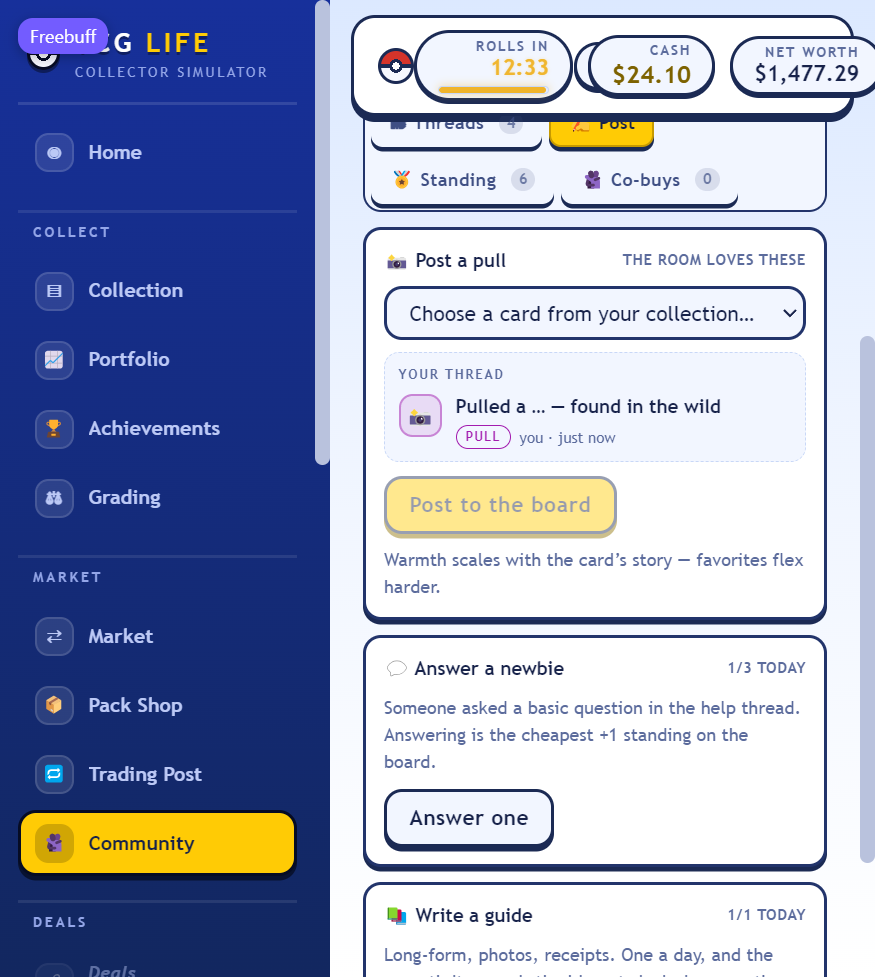 Freebuff
CG LIFE
COLLECTOR SIMULATOR
Home
COLLECT
Collection
Portfolio
Achievements
Grading
MARKET
Market
Pack Shop
Trading Post
Community
DEALS
Deals
ROLLS IN
12:33
CASH
$24.10
NET WORTH
$1,477.29
Threads 4
Post
Standing 6
Co-buys 0
Post a pull
THE ROOM LOVES THESE
Choose a card from your collection…
YOUR THREAD
Pulled a … — found in the wild
PULL you · just now
Post to the board
Warmth scales with the card’s story — favorites flex
harder.
Answer a newbie
1/3 TODAY
Someone asked a basic question in the help thread.
Answering is the cheapest +1 standing on the
board.
Answer one
Write a guide
1/1 TODAY
Long-form, photos, receipts. One a day, and the